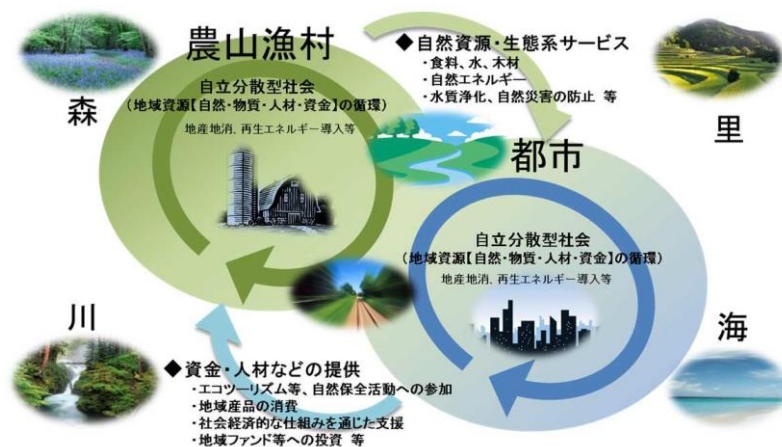 農山漁村
森
自立分散型社会
(地域資源【自然・物質・人材・資金】の循環)
地産地消、再生エネルギー導入等
◆自然資源・生態系サービス
・食料、水、木材
・自然エネルギー
・水質浄化、自然災害の防止 等
里
都市
自立分散型社会
(地域資源【自然・物質・人材・資金】の循環)
地産地消、再生エネルギー導入等
川
海
◆資金・人材などの提供
・エコツーリズム等、自然保全活動への参加
・地域産品の消費
・社会経済的な仕組みを通じた支援
・地域ファンド等への投資 等